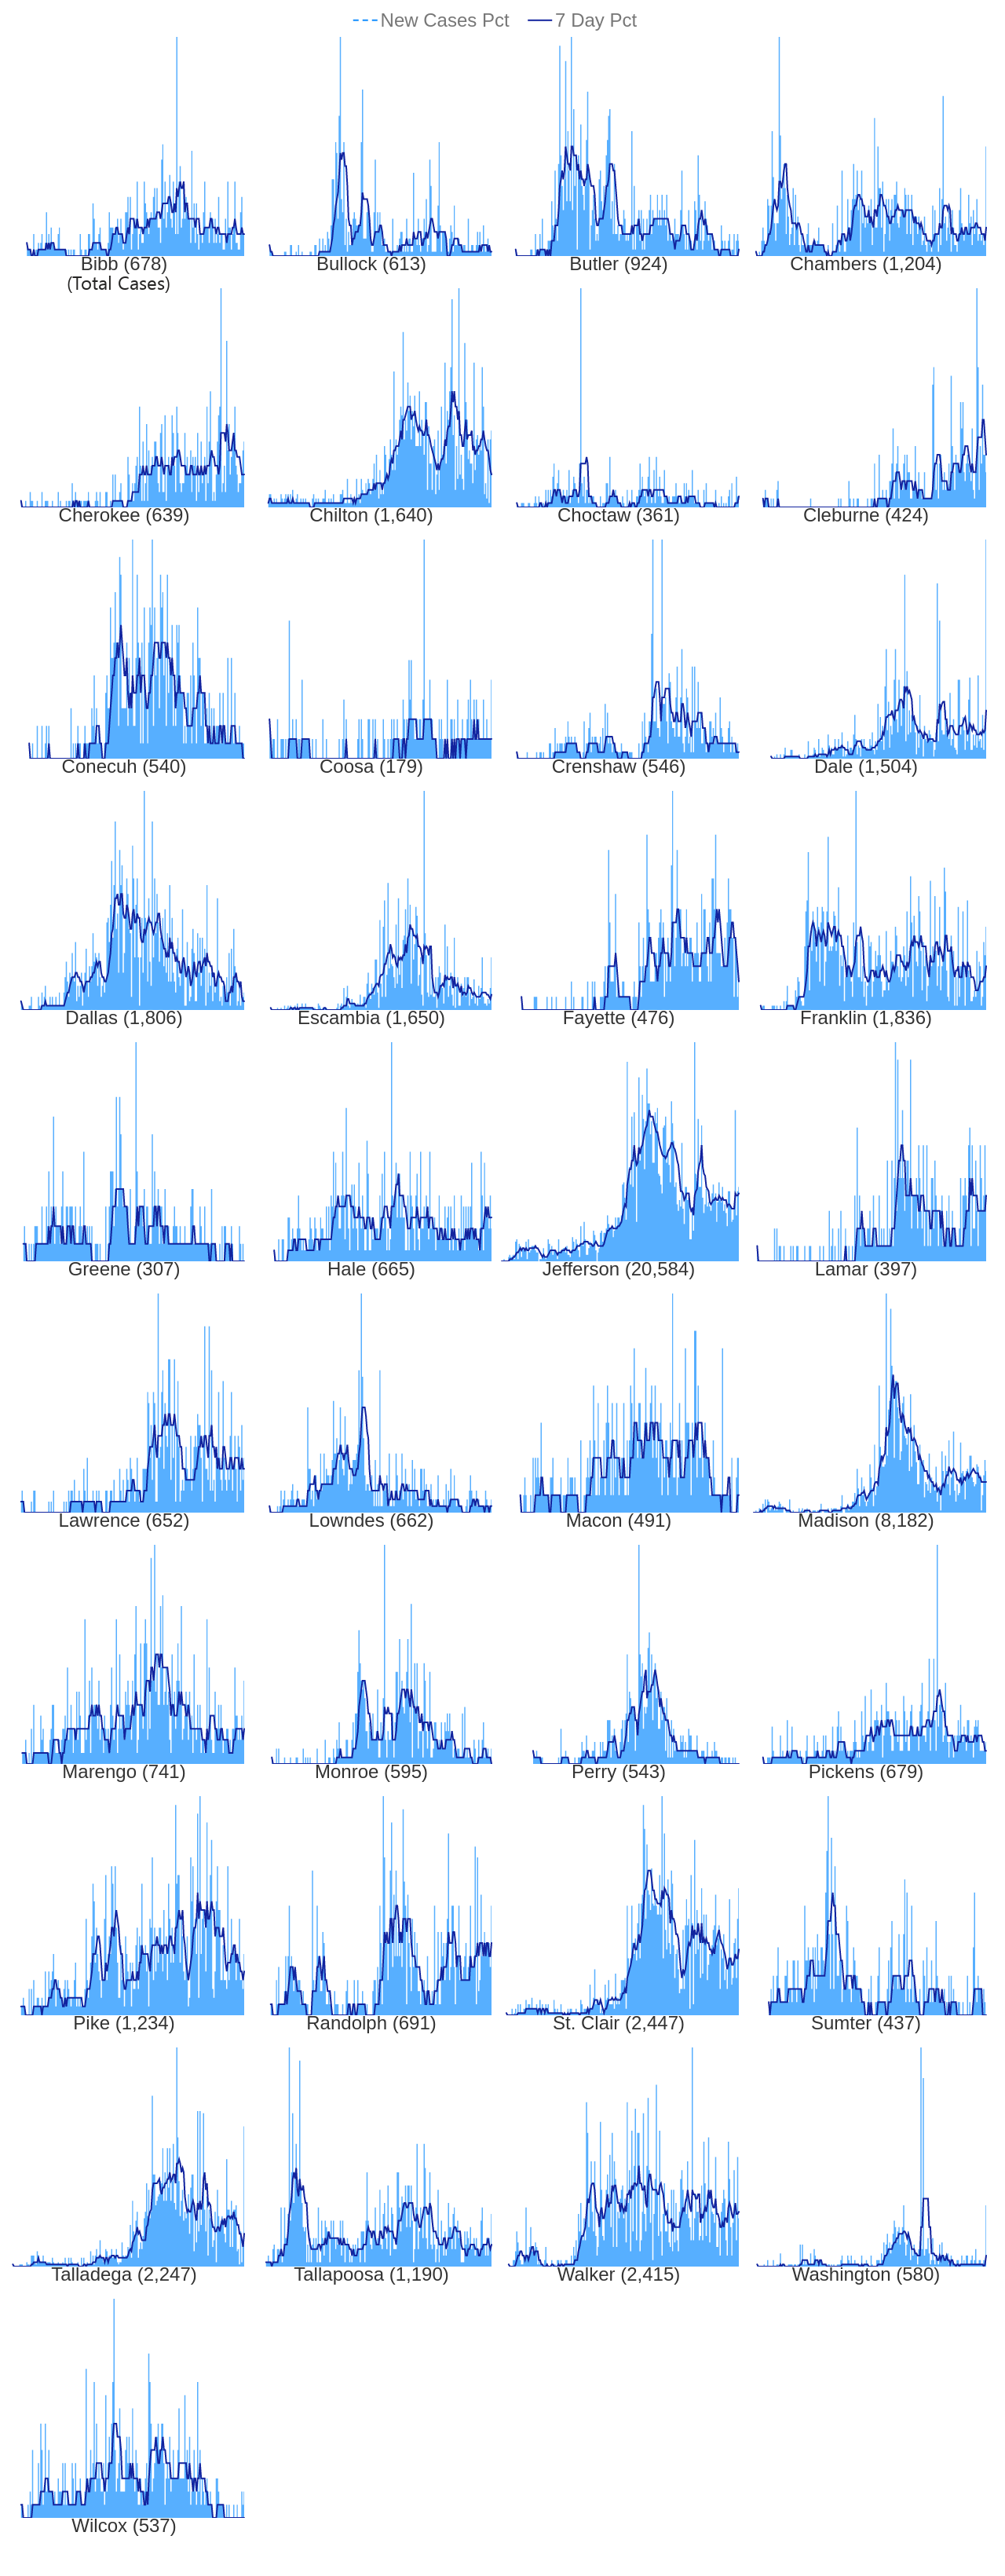 New Cases Pct 7 Day Pct
Bibb (678) Bullock (613) Butler (924) Chambers (1,204)
(Total Cases)
Cherokee (639) Chilton (1,640) Choctaw (361) Cleburne (424)
Conecuh (540) Coosa (179) Crenshaw (546) Dale (1,504)
Dallas (1,806) Escambia (1,650) Fayette (476) Franklin (1,836)
Greene (307) Hale (665) Jefferson (20,584) Lamar (397)
Lawrence (652) Lowndes (662) Macon (491) Madison (8,182)
Marengo (741) Monroe (595) Perry (543) Pickens (679)
Pike (1,234) Randolph (691) St. Clair (2,447) Sumter (437)
Talladega (2,247) Tallapoosa (1,190) Walker (2,415) Washington (580)
Wilcox (537)